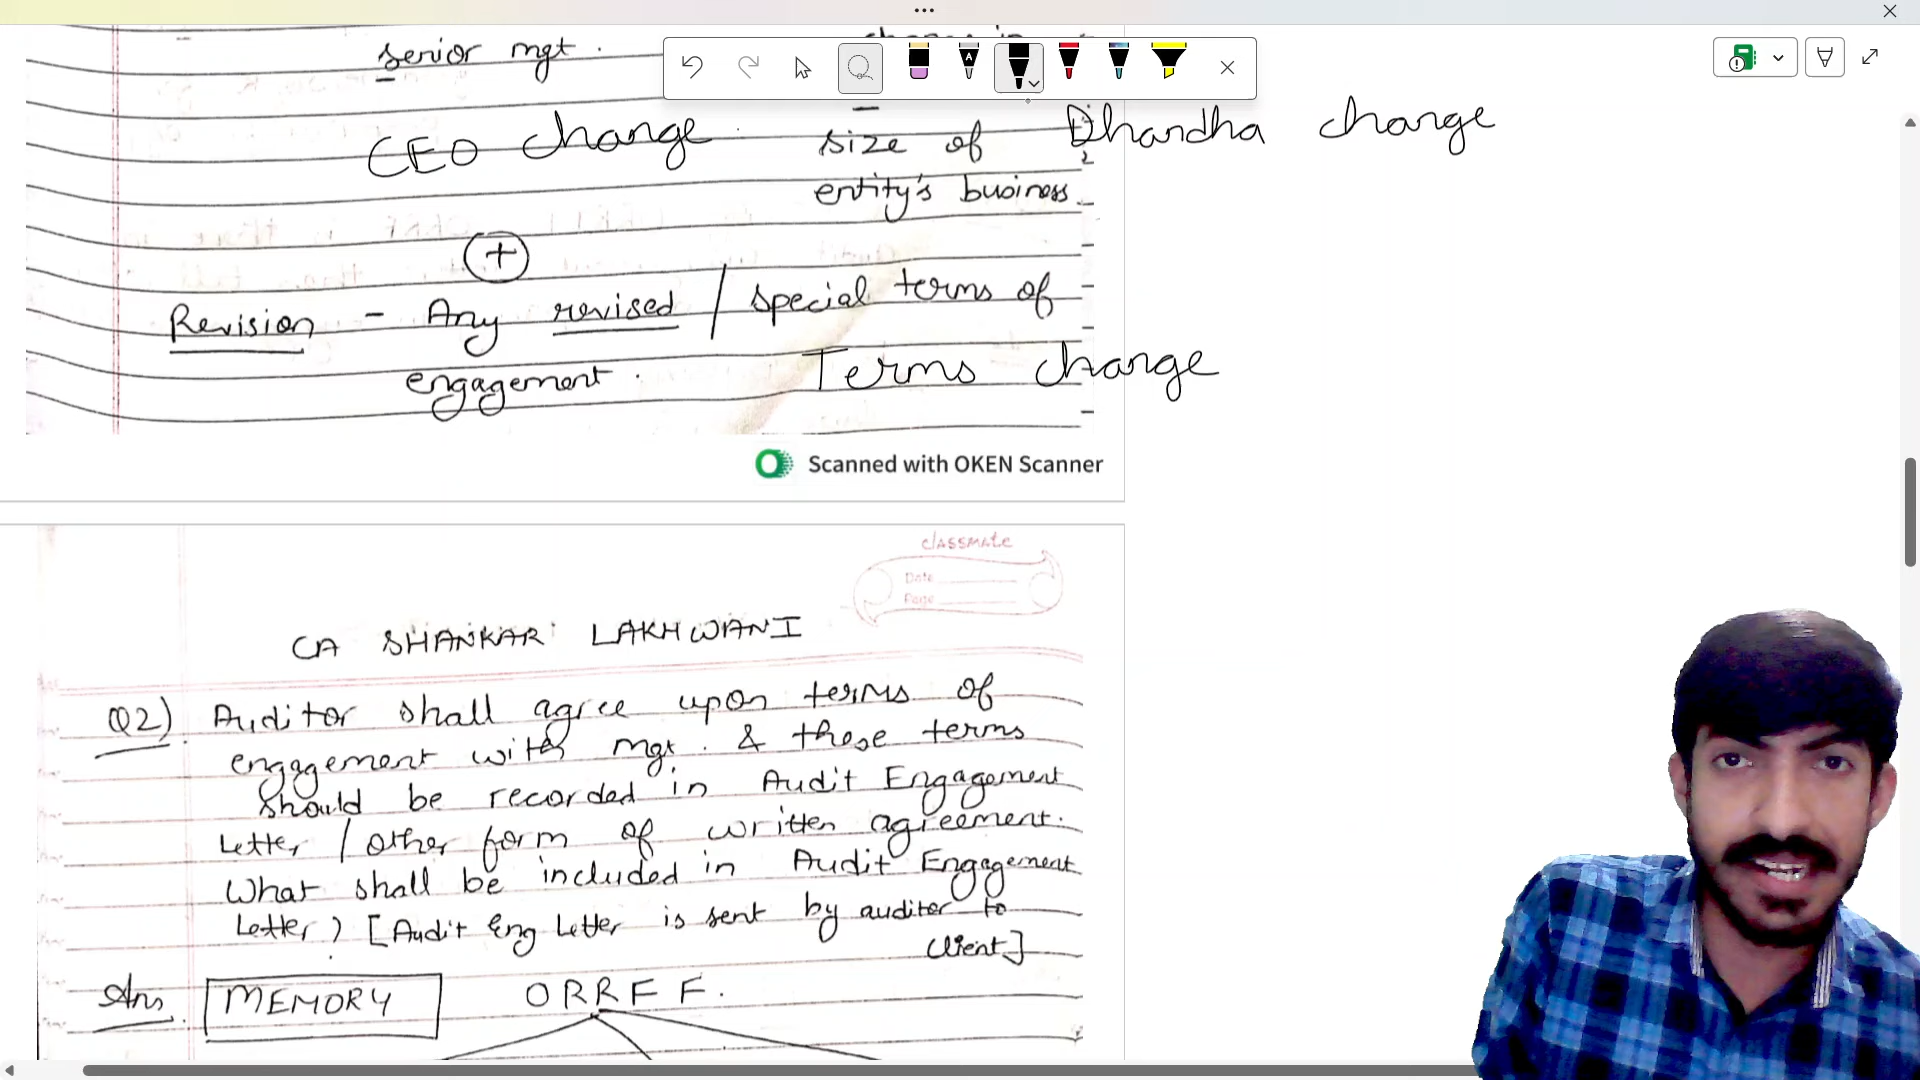 senior mgt.
CEO change
size of
Dhandha change
entity's business
+
Revision - Any revised / special terms of
engagement.
Terms change
Scanned with OKEN Scanner
classmate
Date
Page
CA SHANKAR LAKHWANI
Q2) Auditor shall agree upon terms of
engagement with mgt. & these terms
should be recorded in Audit Engagement
Letter / other form of written agreement.
What shall be included in Audit Engagement
Letter? [Audit Eng Letter is sent by auditor to
client]
Ans. MEMORY ORRFF.